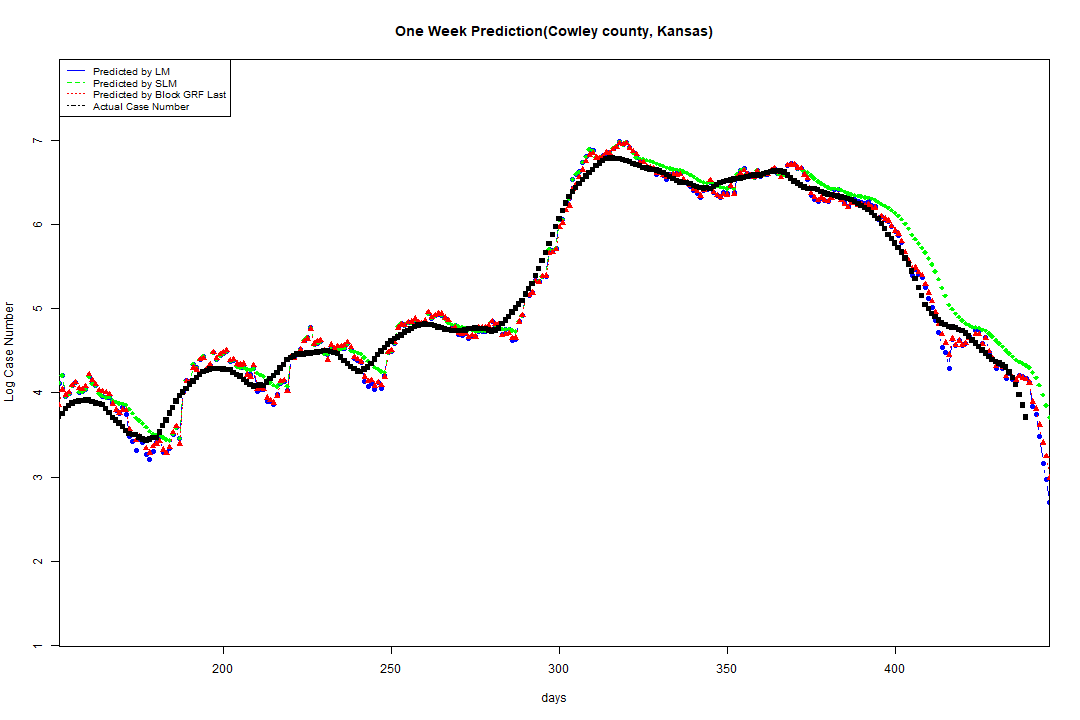 One Week Prediction(Cowley county, Kansas)
Predicted by LM
Predicted by SLM
Predicted by Block GRF Last
Actual Case Number
Log Case Number
7
6
5
4
3
2
1
200 250 300 350 400
days